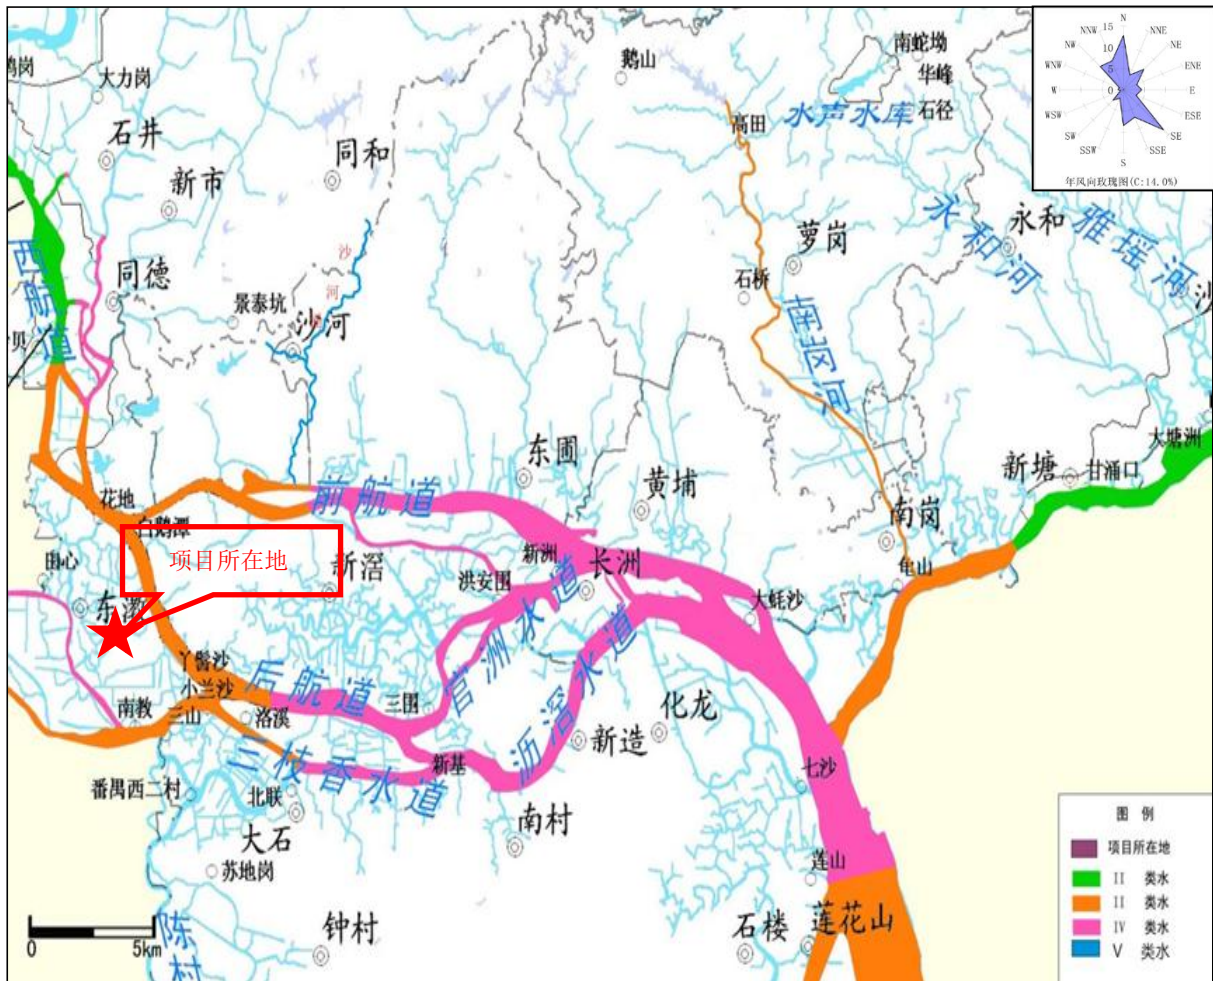 N
NNE
NE
ENE
E
ESE
SE
SSE
S
SSW
SW
WSW
W
WNW
NW
NNW
15
10
5
0
年风向玫瑰图(C:14.0%)
南蛇坳
鹅山
华峰
大力岗
石径
水声水库
高田
石井
同和
新市
永和河
永和
雅瑶河
萝岗
西航道
沙河
同德
石桥
景泰坑
沙河
南岗河
大塘洲
东圃
新塘
甘涌口
黄埔
花地
前航道
南岗
白鹅潭
项目所在地
新洲
长洲
新滘
龟山
洪安围
大蚝沙
东漖
官洲水道
丫髻沙
后航道
小兰沙
三围
沥滘水道
南教
三山
洛溪
化龙
新造
三枝香水道
新基
七沙
番禺西二村
北联
大石
南村
莲山
苏地岗
钟村
石楼
莲花山
陈村
0 5km
图 例
项目所在地
II 类水
II 类水
IV 类水
V 类水